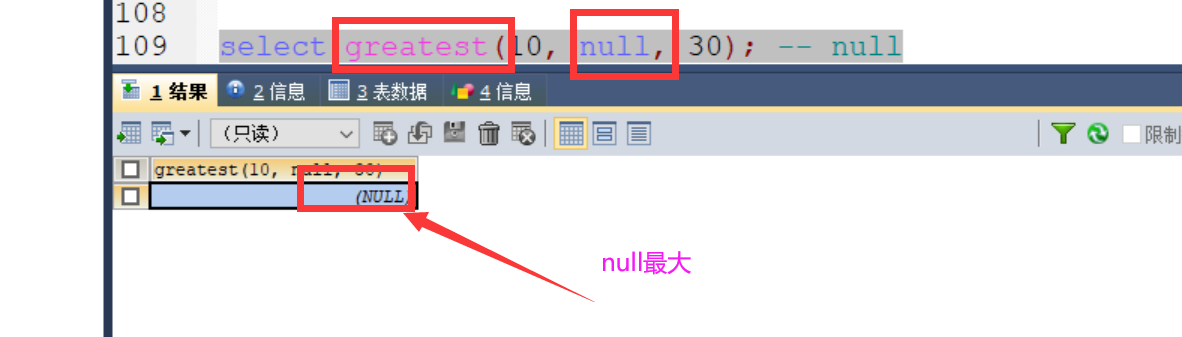 108
109 select greatest(10, null, 30); -- null
1 结果 2 信息 3 表数据 4 信息
（只读） 限制
greatest(10, null, 30)
(NULL)
null最大